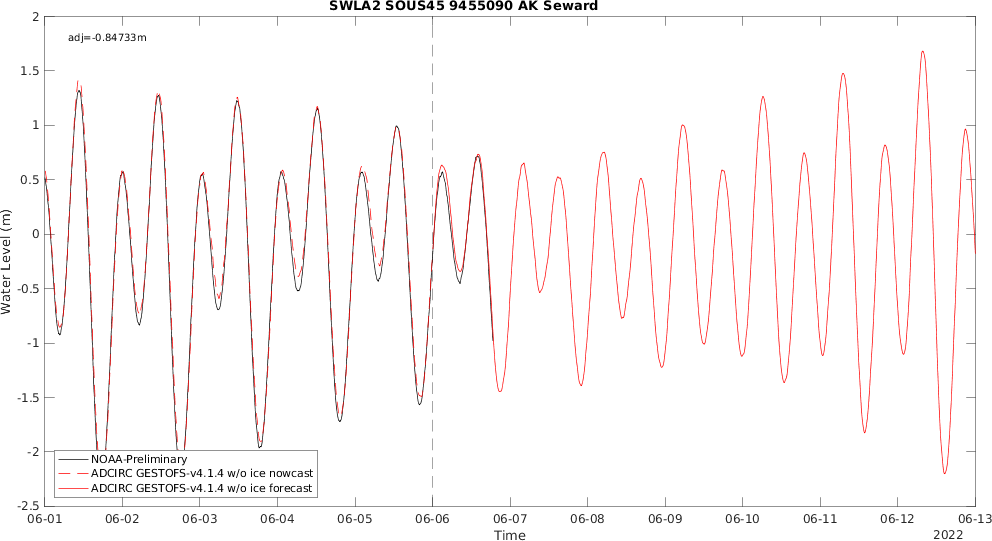 SWLA2 SOUS45 9455090 AK Seward
adj=-0.84733m
2
1.5
1
0.5
0
-0.5
-1
-1.5
-2
-2.5
Water Level (m)
NOAA-Preliminary
ADCIRC GESTOFS-v4.1.4 w/o ice nowcast
ADCIRC GESTOFS-v4.1.4 w/o ice forecast
06-01 06-02 06-03 06-04 06-05 06-06 06-07 06-08 06-09 06-10 06-11 06-12 06-13
Time
2022